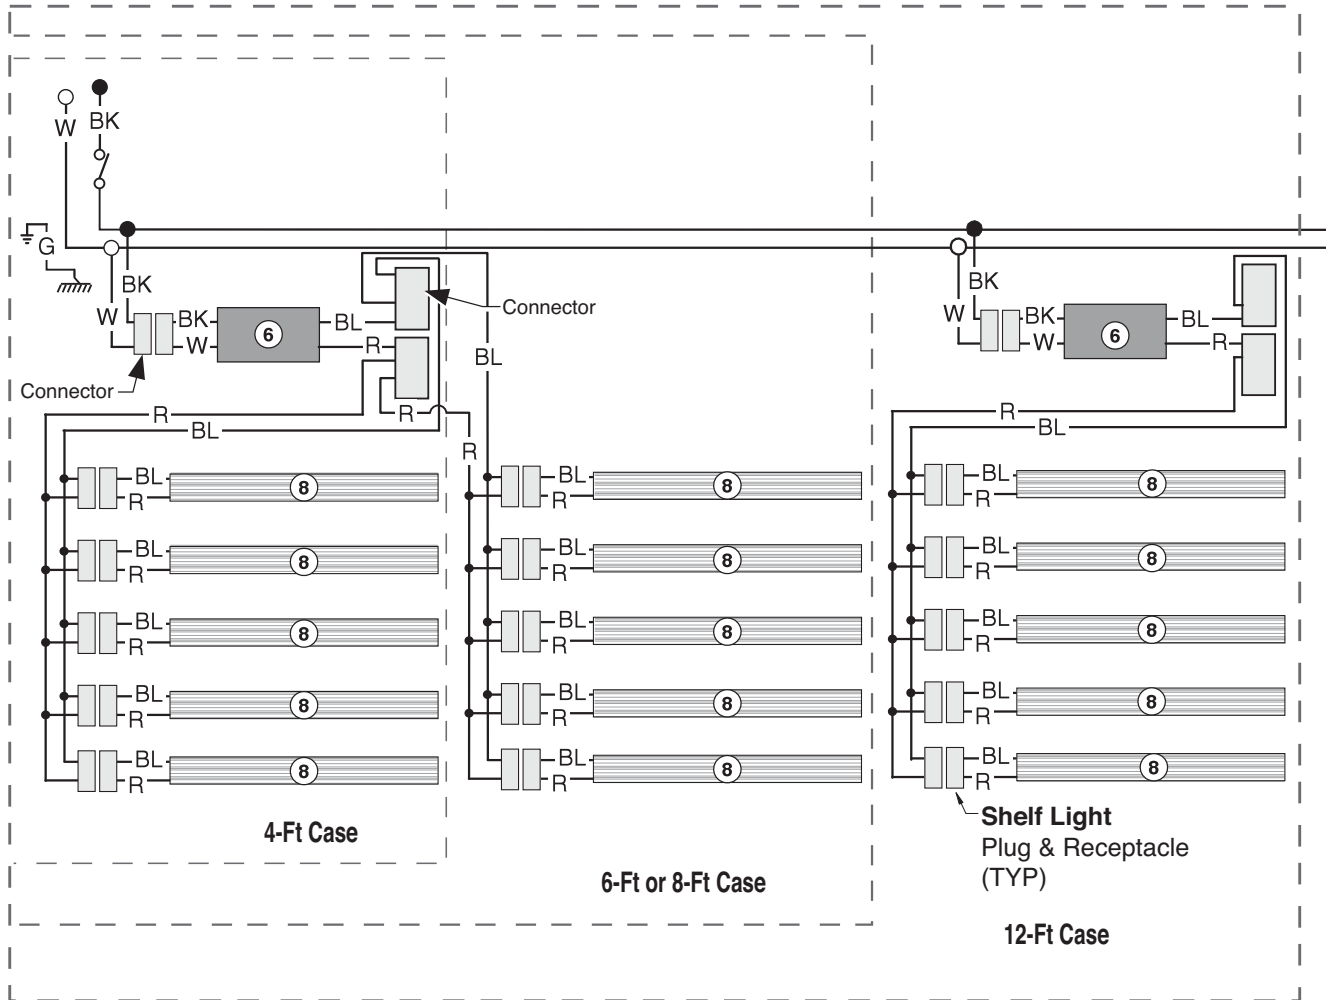 W BK
G
BK
W BK 6 BL
W R
Connector
Connector
BL
R
BL
R
R
BK
W BK 6 BL
W R
R
BL
BL 8
R
BL 8
R
BL 8
R
BL 8
R
BL 8
R
BL 8
R
BL 8
R
BL 8
R
BL 8
R
BL 8
R
BL 8
R
BL 8
R
BL 8
R
BL 8
R
BL 8
R
Shelf Light
Plug & Receptacle
(TYP)
4-Ft Case
6-Ft or 8-Ft Case
12-Ft Case